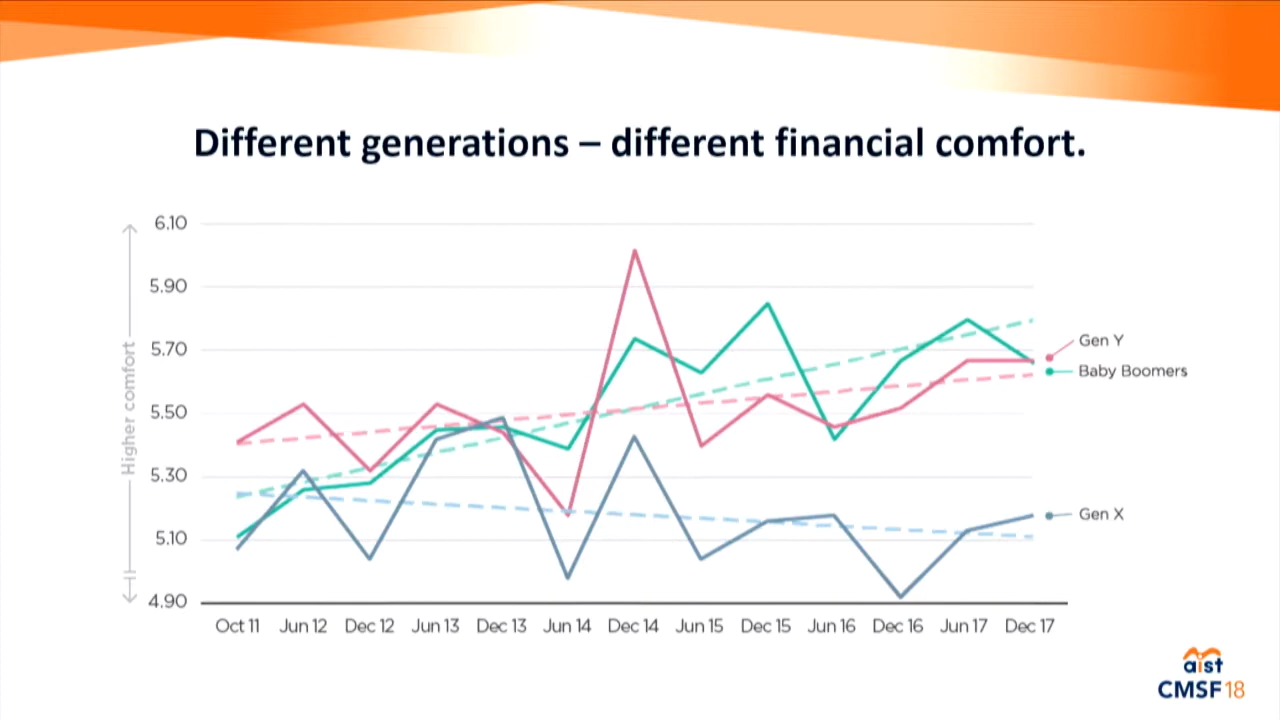 Different generations – different financial comfort.
6.10
5.90
5.70
5.50
5.30
5.10
4.90
Higher comfort
Gen Y
Baby Boomers
Gen X
Oct 11 Jun 12 Dec 12 Jun 13 Dec 13 Jun 14 Dec 14 Jun 15 Dec 15 Jun 16 Dec 16 Jun 17 Dec 17
aist
CMSF18